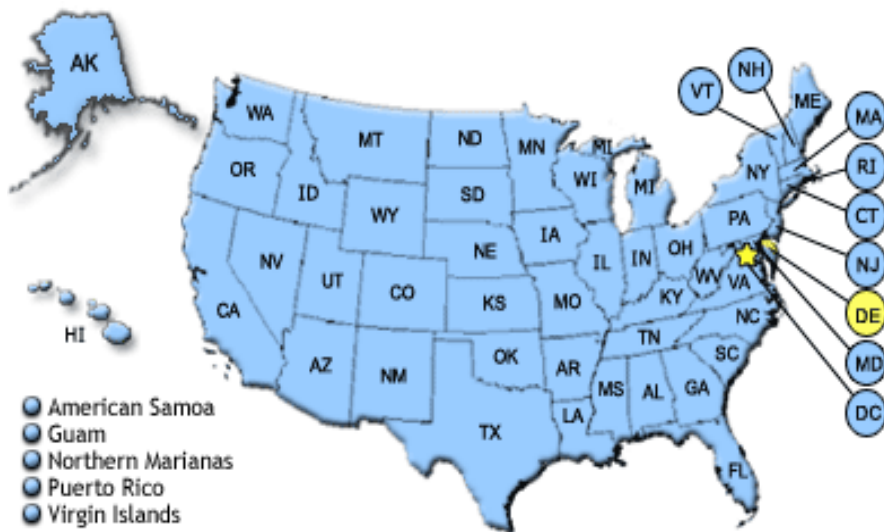 AK
WA
OR
CA
ID
NV
MT
WY
UT
AZ
CO
NM
ND
SD
NE
KS
OK
TX
MN
IA
MO
AR
LA
WI
IL
MI
MI
IN
OH
KY
TN
MS
AL
GA
FL
SC
NC
VA
WV
PA
NY
ME
VT
NH
MA
RI
CT
NJ
DE
MD
DC
HI
American Samoa
Guam
Northern Marianas
Puerto Rico
Virgin Islands